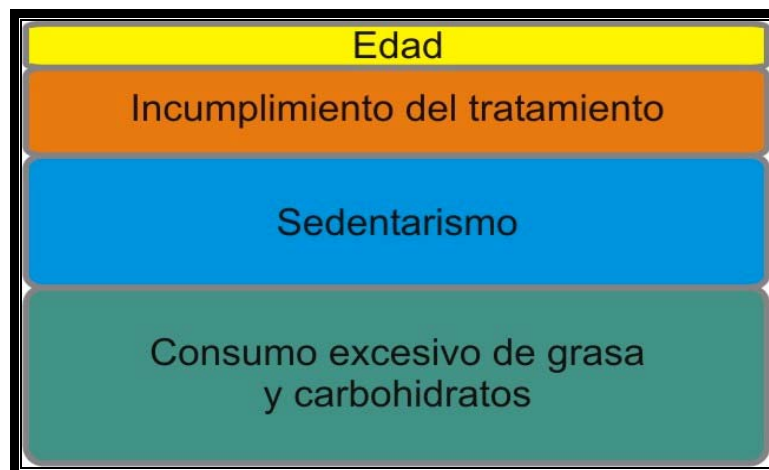 Edad
Incumplimiento del tratamiento
Sedentarismo
Consumo excesivo de grasa
y carbohidratos